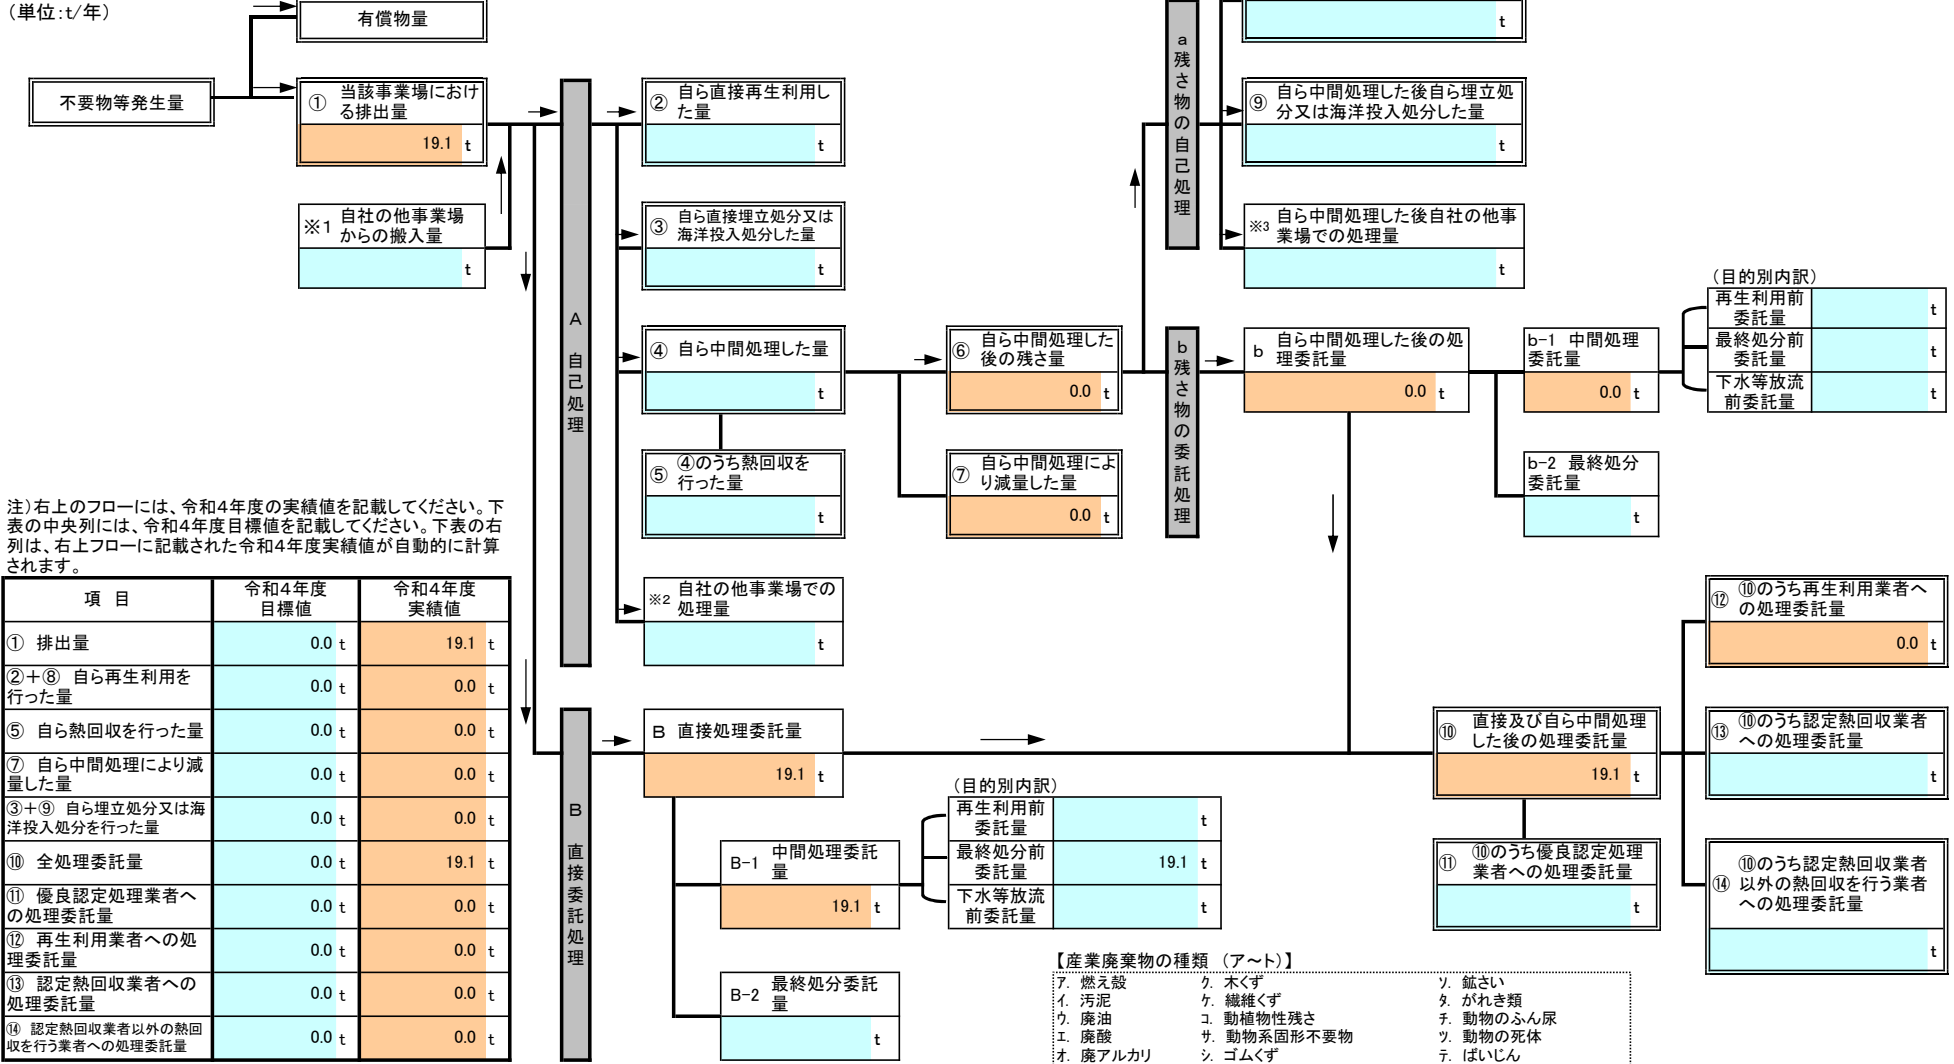 (単位:t/年)
有償物量
不要物等発生量
① 当該事業場におけ
る排出量
19.1 t
※1 自社の他事業場
からの搬入量
t
A 自己処理
② 自ら直接再生利用し
た量
t
③ 自ら直接埋立処分又は
海洋投入処分した量
t
④ 自ら中間処理した量
t
⑤ ④のうち熱回収を
行った量
t
※2 自社の他事業場での
処理量
t
⑥ 自ら中間処理した
後の残さ量
0.0 t
⑦ 自ら中間処理によ
り減量した量
0.0 t
a 残さ物の自己処理
t
⑨ 自ら中間処理した後自ら埋立処
分又は海洋投入処分した量
t
※3 自ら中間処理した後自社の他事
業場での処理量
t
b 残さ物の委託処理
b 自ら中間処理した後の処
理委託量
0.0 t
b-1 中間処理
委託量
0.0 t
b-2 最終処分
委託量
t
(目的別内訳)
再生利用前
委託量
t
最終処分前
委託量
t
下水等放流
前委託量
t
注)右上のフローには、令和4年度の実績値を記載してください。下
表の中央列には、令和4年度目標値を記載してください。下表の右
列は、右上フローに記載された令和4年度実績値が自動的に計算
されます。
項 目 令和4年度 目標値 令和4年度 実績値
① 排出量 0.0 t 19.1 t
②+⑧ 自ら再生利用を
行った量 0.0 t 0.0 t
⑤ 自ら熱回収を行った量 0.0 t 0.0 t
⑦ 自ら中間処理により減
量した量 0.0 t 0.0 t
③+⑨ 自ら埋立処分又は海
洋投入処分を行った量 0.0 t 0.0 t
⑩ 全処理委託量 0.0 t 19.1 t
⑪ 優良認定処理業者へ
の処理委託量 0.0 t 0.0 t
⑫ 再生利用業者への処
理委託量 0.0 t 0.0 t
⑬ 認定熱回収業者への
処理委託量 0.0 t 0.0 t
⑭ 認定熱回収業者以外の熱回
収を行う業者への処理委託量 0.0 t 0.0 t
B 直接委託処理
B 直接処理委託量
19.1 t
B-1 中間処理委託
量
19.1 t
B-2 最終処分委託
量
t
(目的別内訳)
再生利用前
委託量
t
最終処分前
委託量
19.1 t
下水等放流
前委託量
t
⑩ 直接及び自ら中間処理
した後の処理委託量
19.1 t
⑪ ⑩のうち優良認定処理
業者への処理委託量
t
⑫ ⑩のうち再生利用業者へ
の処理委託量
0.0 t
⑬ ⑩のうち認定熱回収業者
への処理委託量
t
⑭ ⑩のうち認定熱回収業者
以外の熱回収を行う業者
への処理委託量
t
【産業廃棄物の種類 (ア~ト)】
ア. 燃え殻 ク. 木くず ソ. 鉱さい
イ. 汚泥 ケ. 繊維くず タ. がれき類
ウ. 廃油 コ. 動植物性残さ チ. 動物のふん尿
エ. 廃酸 サ. 動物系固形不要物 ツ. 動物の死体
オ. 廃アルカリ シ. ゴムくず テ. ばいじん